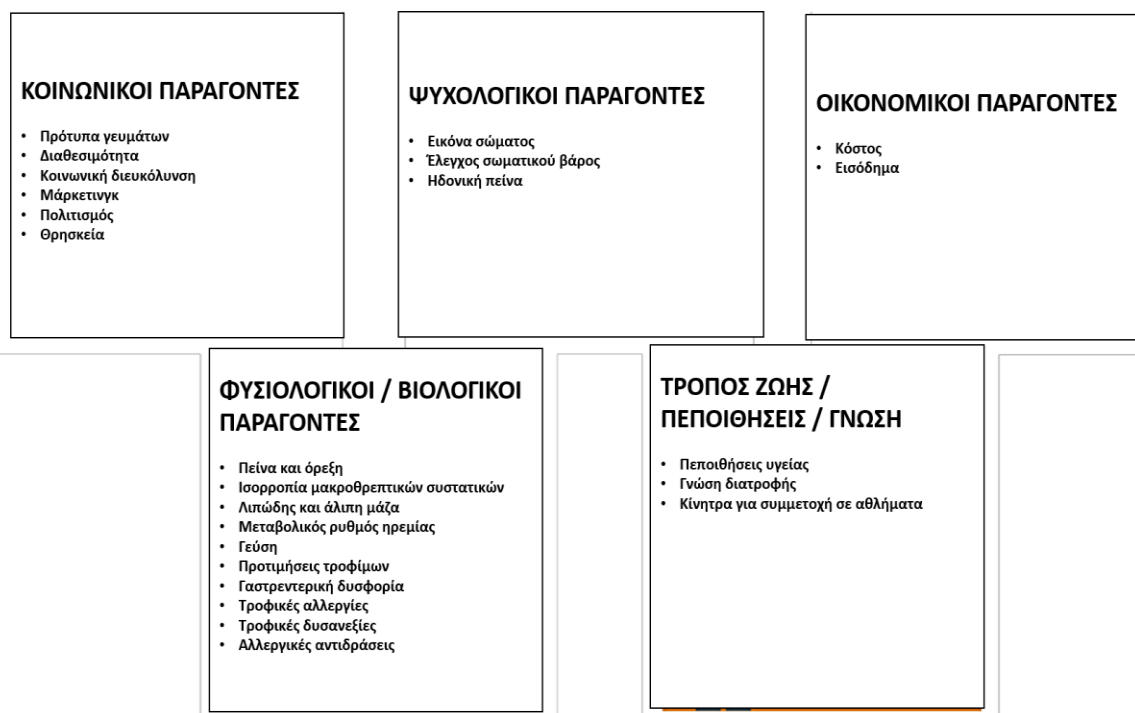 ΚΟΙΝΩΝΙΚΟΙ ΠΑΡΑΓΟΝΤΕΣ
• Πρότυπα γευμάτων
• Διαθεσιμότητα
• Κοινωνική διευκόλυνση
• Μάρκετινγκ
• Πολιτισμός
• Θρησκεία
ΨΥΧΟΛΟΓΙΚΟΙ ΠΑΡΑΓΟΝΤΕΣ
• Εικόνα σώματος
• Έλεγχος σωματικού βάρος
• Ηδονική πείνα
ΟΙΚΟΝΟΜΙΚΟΙ ΠΑΡΑΓΟΝΤΕΣ
• Κόστος
• Εισόδημα
ΦΥΣΙΟΛΟΓΙΚΟΙ / ΒΙΟΛΟΓΙΚΟΙ
ΠΑΡΑΓΟΝΤΕΣ
• Πείνα και όρεξη
• Ισορροπία μακροθρεπτικών συστατικών
• Λιπώδης και άλιπη μάζα
• Μεταβολικός ρυθμός ηρεμίας
• Γεύση
• Προτιμήσεις τροφίμων
• Γαστρεντερική δυσφορία
• Τροφικές αλλεργίες
• Τροφικές δυσανεξίες
• Αλλεργικές αντιδράσεις
ΤΡΟΠΟΣ ΖΩΗΣ /
ΠΕΠΟΙΘΗΣΕΙΣ / ΓΝΩΣΗ
• Πεποιθήσεις υγείας
• Γνώση διατροφής
• Κίνητρα για συμμετοχή σε αθλήματα